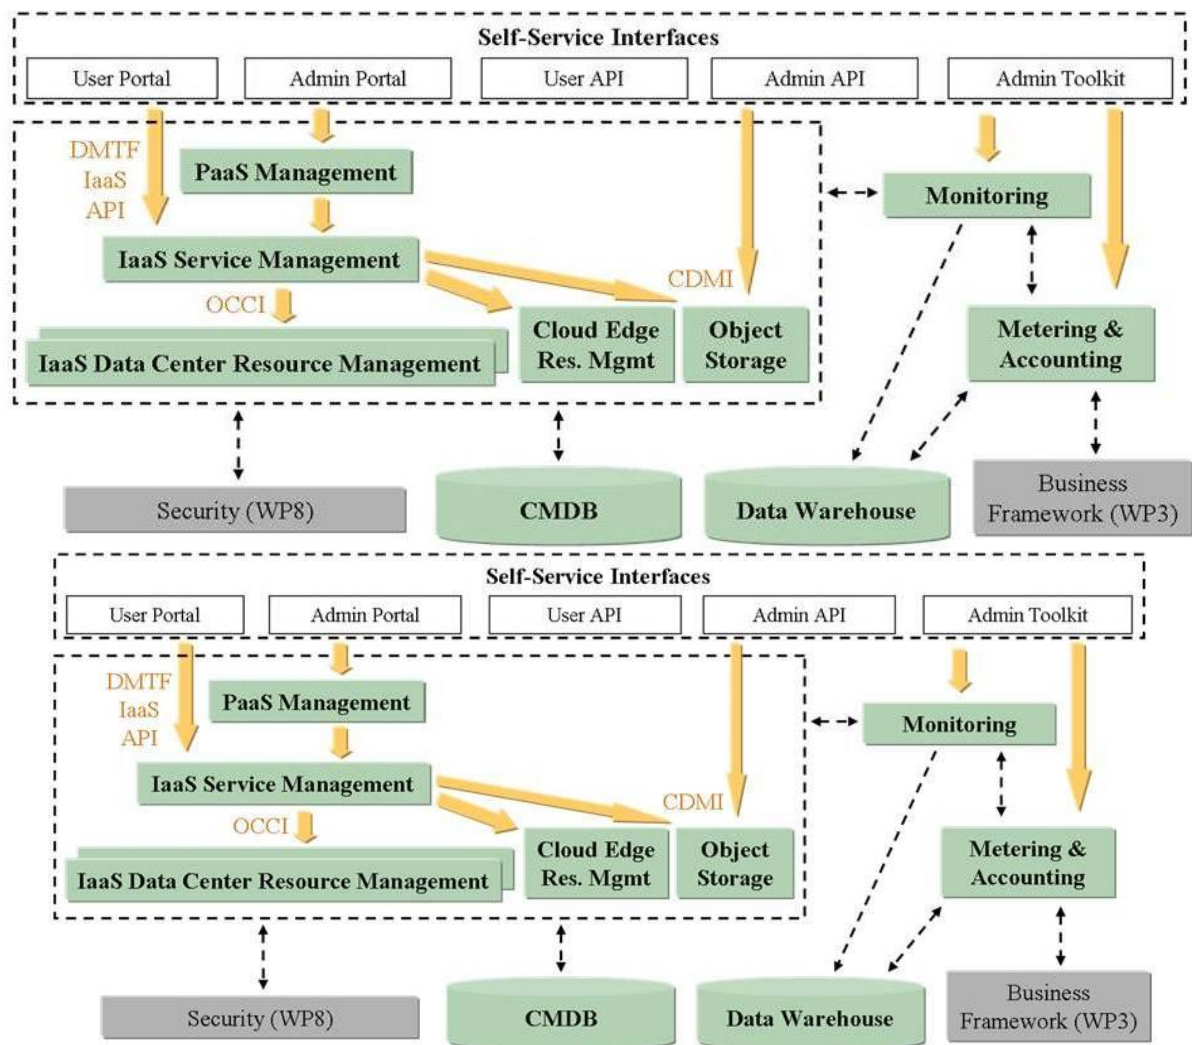 Self-Service Interfaces
User Portal
Admin Portal
User API
Admin API
Admin Toolkit
DMTF
IaaS
API
PaaS Management
Monitoring
IaaS Service Management
OCCI
CDMI
IaaS Data Center Resource Management
Cloud Edge
Res. Mgmt
Object
Storage
Metering &
Accounting
Security (WP8)
CMDB
Data Warehouse
Business
Framework (WP3)
Self-Service Interfaces
User Portal
Admin Portal
User API
Admin API
Admin Toolkit
DMTF
IaaS
API
PaaS Management
Monitoring
IaaS Service Management
OCCI
CDMI
IaaS Data Center Resource Management
Cloud Edge
Res. Mgmt
Object
Storage
Metering &
Accounting
Security (WP8)
CMDB
Data Warehouse
Business
Framework (WP3)